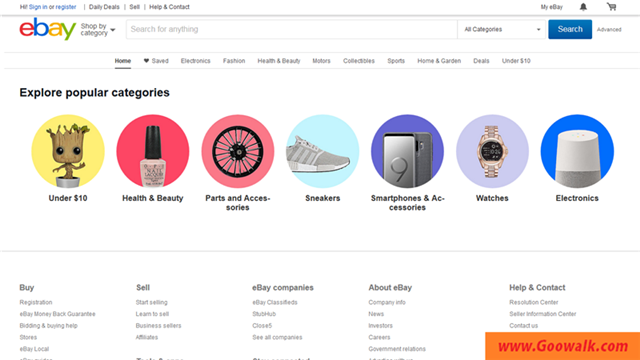 Hi! Sign in or register | Daily Deals | Sell | Help & Contact
My eBay
ebay
Shop by category
Search for anything
All Categories
Search
Advanced
Home
Saved
Electronics
Fashion
Health & Beauty
Motors
Collectibles
Sports
Home & Garden
Deals
Under $10
Explore popular categories
9
Under $10
Health & Beauty
Parts and Acces-
sories
Sneakers
Smartphones & Ac-
cessories
Watches
Electronics
Buy
Registration
eBay Money Back Guarantee
Bidding & buying help
Stores
eBay Local
Sell
Start selling
Learn to sell
Business sellers
Affiliates
eBay companies
eBay Classifieds
StubHub
Close5
See all companies
About eBay
Company info
News
Investors
Careers
Government relations
Help & Contact
Resolution Center
Seller Information Center
Contact us
www.Goowalk.com